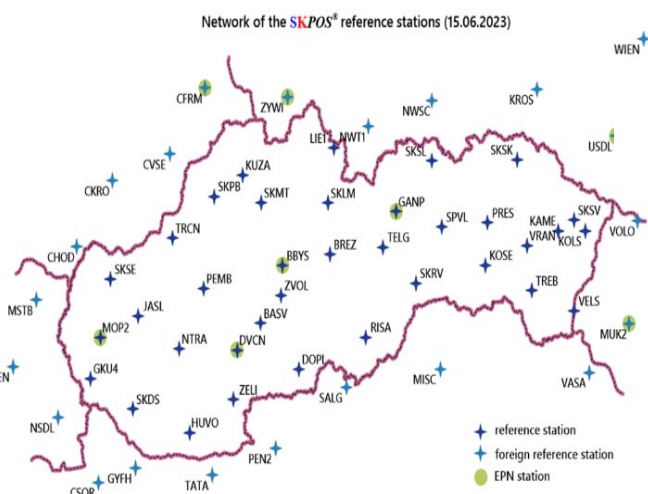 Network of the SKPOS® reference stations (15.06.2023)
WIEN
CFRM
ZYWI
NWSC
KROS
LIE1
NWT1
USDL
CVSE
KUZA
SKSL
SKSK
CKRO
SKPB
SKMT
SKLM
GANP
SPVL
PRES
KAME
SKSV
VOLO
TRCN
VRAN
KOLS
CHOD
BBYS
BREZ
TELG
KOSE
SKSE
PEMB
ZVOL
SKRV
TREB
MSTB
JASL
BASV
VELS
MOP2
NTRA
DVCN
RISA
MUK2
EN
GKU4
DOPL
MISC
VASA
SKDS
ZELI
SALG
NSDL
HUVO
PEN2
CSOR
GYFH
TATA
reference station
foreign reference station
EPN station